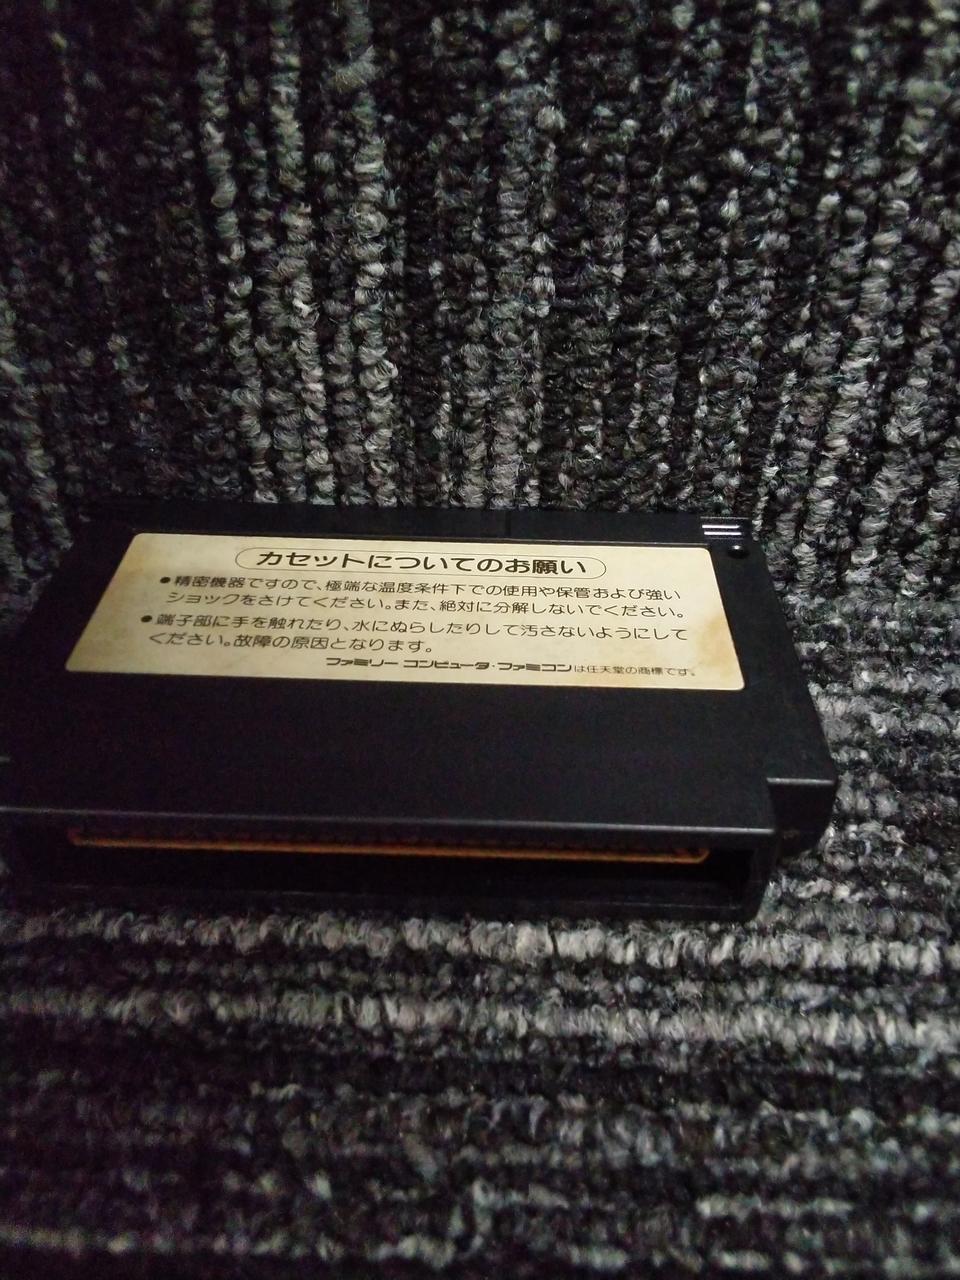 カセットについてのお願い
●精密機器ですので、極端な温度条件下での使用や保管および強い
ショックをさけてください。また、絶対に分解しないでください。
●端子部に手を触れたり、水にぬらしたりして汚さないようにして
ください。故障の原因となります。
ファミリー コンピュータ・ファミコンは任天堂の商標です。